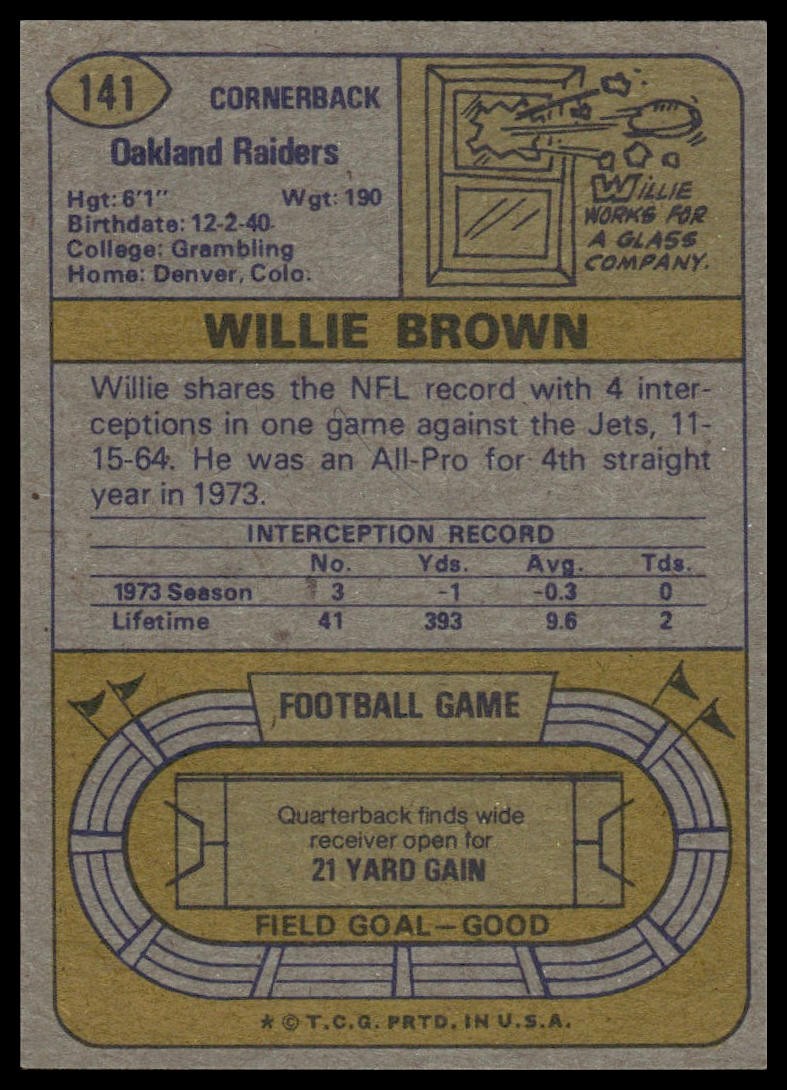 141
CORNERBACK
Oakland Raiders
Hgt: 6'1" Wgt: 190
Birthdate: 12-2-40
College: Grambling
Home: Denver, Colo.
WILLIE
WORKS FOR
A GLASS
COMPANY.
WILLIE BROWN
Willie shares the NFL record with 4 inter-
ceptions in one game against the Jets, 11-
15-64. He was an All-Pro for 4th straight
year in 1973.
INTERCEPTION RECORD
No. Yds. Avg. Tds.
1973 Season 3 -1 -0.3 0
Lifetime 41 393 9.6 2
FOOTBALL GAME
Quarterback finds wide
receiver open for
21 YARD GAIN
FIELD GOAL—GOOD
* © T.C.G. PRTD. IN U.S.A.